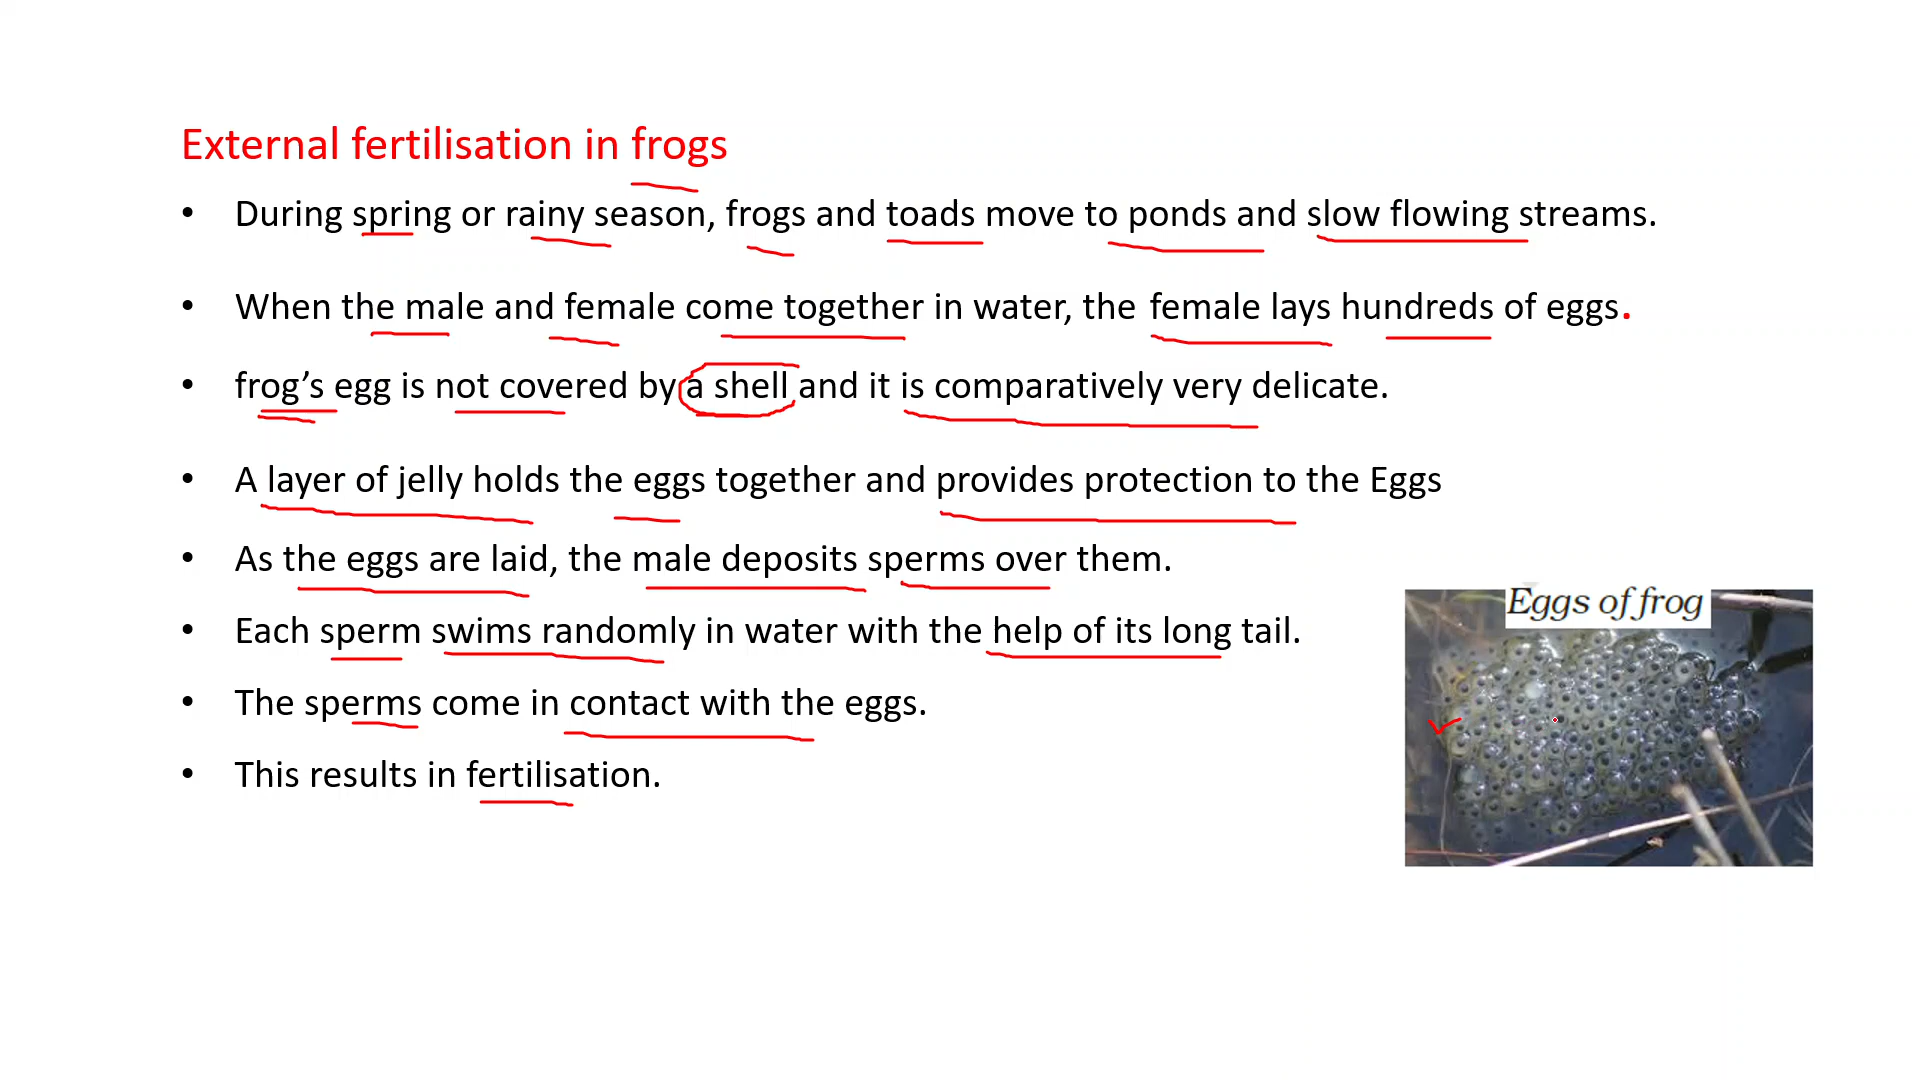 External fertilisation in frogs
• During spring or rainy season, frogs and toads move to ponds and slow flowing streams.
• When the male and female come together in water, the female lays hundreds of eggs.
• frog’s egg is not covered by a shell and it is comparatively very delicate.
• A layer of jelly holds the eggs together and provides protection to the Eggs
• As the eggs are laid, the male deposits sperms over them.
Eggs of frog
• Each sperm swims randomly in water with the help of its long tail.
• The sperms come in contact with the eggs.
• This results in fertilisation.